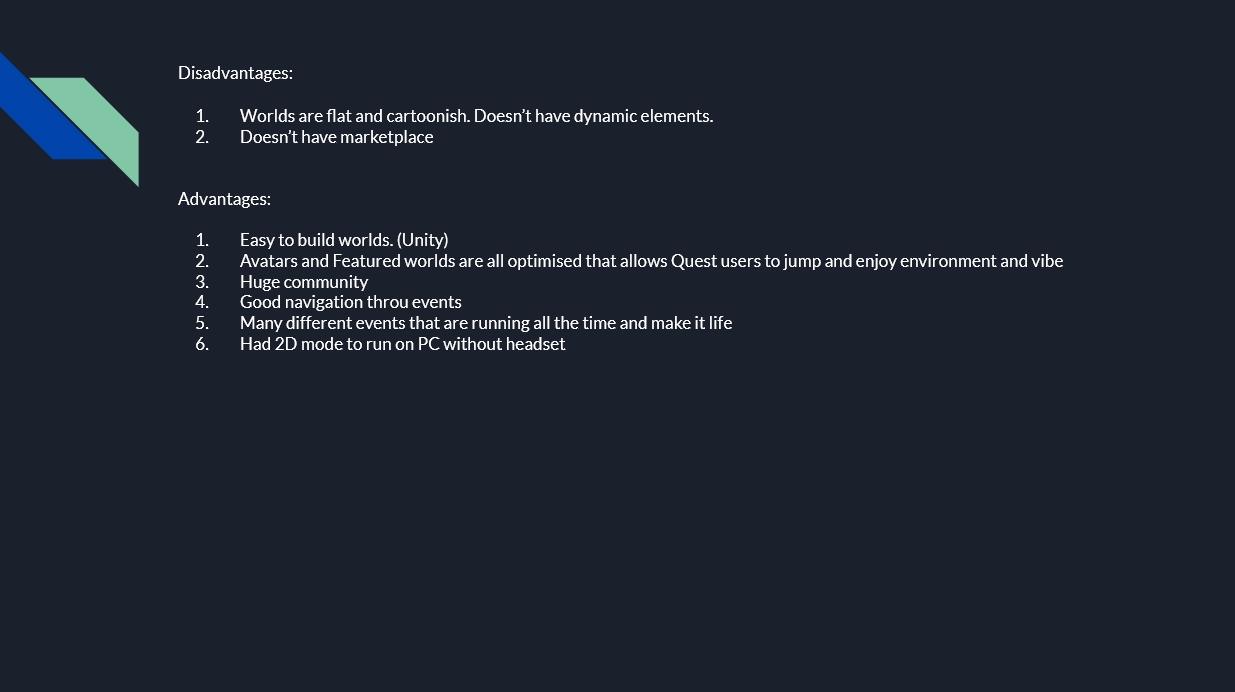 Disadvantages:
1. Worlds are flat and cartoonish. Doesn't have dynamic elements.
2. Doesn't have marketplace
Advantages:
1. Easy to build worlds. (Unity)
2. Avatars and Featured worlds are all optimised that allows Quest users to jump and enjoy environment and vibe
3. Huge community
4. Good navigation throu events
5. Many different events that are running all the time and make it life
6. Had 2D mode to run on PC without headset